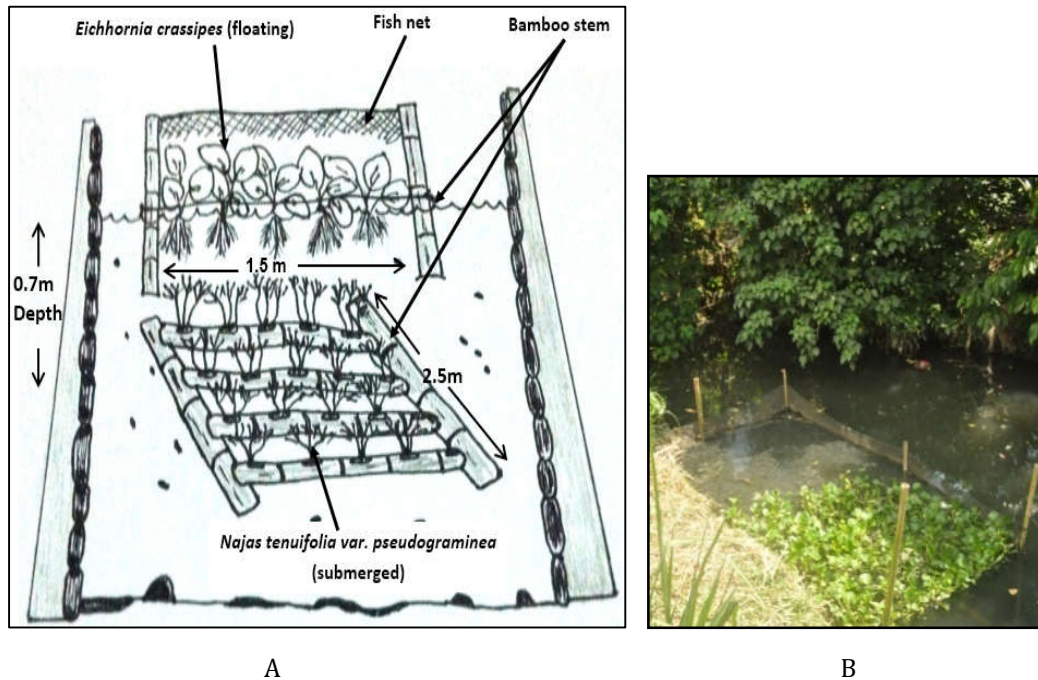 Eichhornia crassipes (floating)
Fish net
Bamboo stem
0.7m
Depth
1.5 m
2.5m
Najas tenuifolia var. pseudograminea
(submerged)
A
B